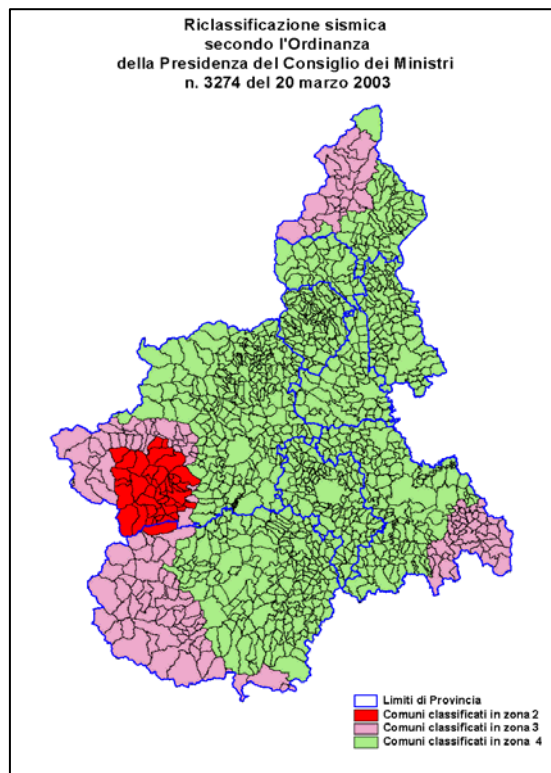 Riclassificazione sismica
secondo l'Ordinanza
della Presidenza del Consiglio dei Ministri
n. 3274 del 20 marzo 2003
Limiti di Provincia
Comuni classificati in zona 2
Comuni classificati in zona 3
Comuni classificati in zona 4